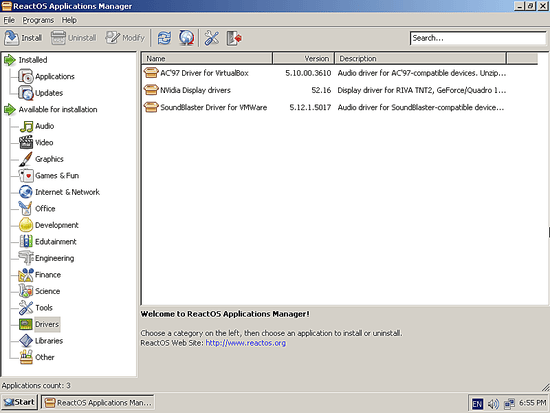 ReactOS Applications Manager
File Programs Help
Install Uninstall Modify Search...
Installed
Applications
Updates
Available for installation
Audio
Video
Graphics
Games & Fun
Internet & Network
Office
Development
Edutainment
Engineering
Finance
Science
Tools
Drivers
Libraries
Other
Name Version Description
AC'97 Driver for VirtualBox 5.10.00.3610 Audio driver for AC'97-compatible devices. Unzip...
NVidia Display drivers 52.16 Display driver for RIVA TNT2, GeForce/Quadro 1...
SoundBlaster Driver for VMWare 5.12.1.5017 Audio driver for SoundBlaster-compatible device...
Welcome to ReactOS Applications Manager!
Choose a category on the left, then choose an application to install or uninstall.
ReactOS Web Site: http://www.reactos.org
Applications count: 3
Start ReactOS Applications Man... EN 6:55 PM